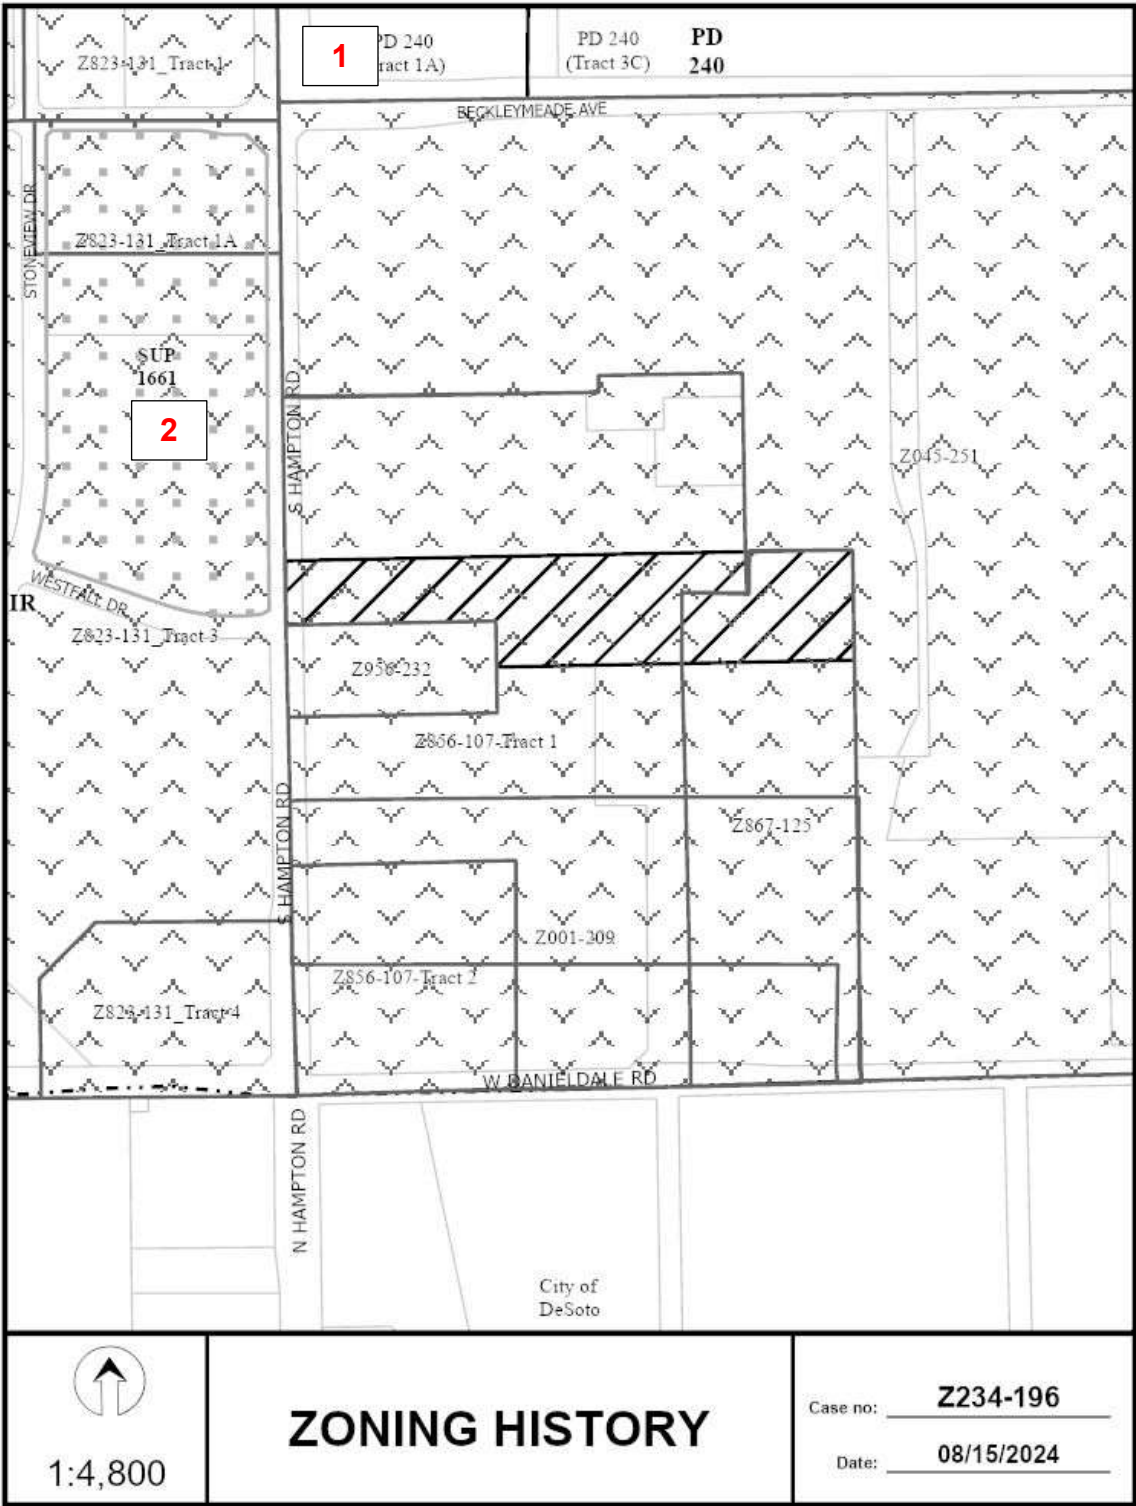 1
PD 240
ract 1A)
PD 240
(Tract 3C)
PD
240
Z823-131_Tract 1
BECKLEYMEADE AVE
STONEVIEW DR
Z823-131_Tract 1A
SUP
1661
2
S HAMPTON RD
Z045-251
WESTFALL DR
IR
Z823-131_Tract 3
Z956-232
Z856-107-Tract 1
S HAMPTON RD
Z867-125
Z001-209
Z856-107-Tract 2
Z823-131_Tract 4
W DANIELDALE RD
N HAMPTON RD
City of
DeSoto
1:4,800
ZONING HISTORY
Case no: Z234-196
Date: 08/15/2024